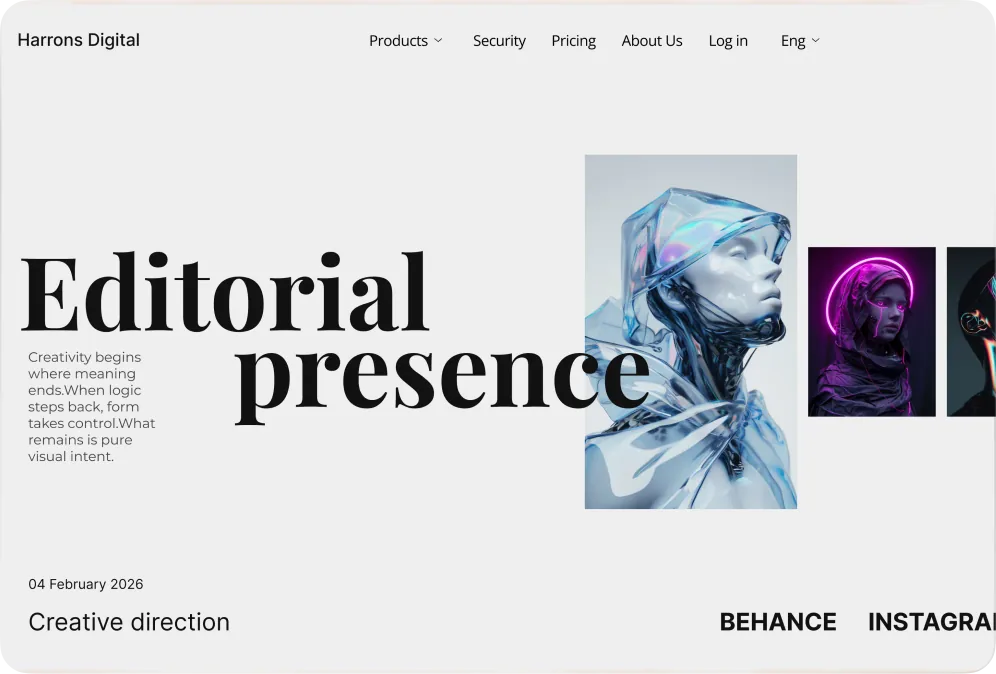 Harrons Digital
Products
Security
Pricing
About Us
Log in
Eng
Editorial
presence
Creativity begins
where meaning
ends.When logic
steps back, form
takes control.What
remains is pure
visual intent.
04 February 2026
Creative direction
BEHANCE
INSTAGRA